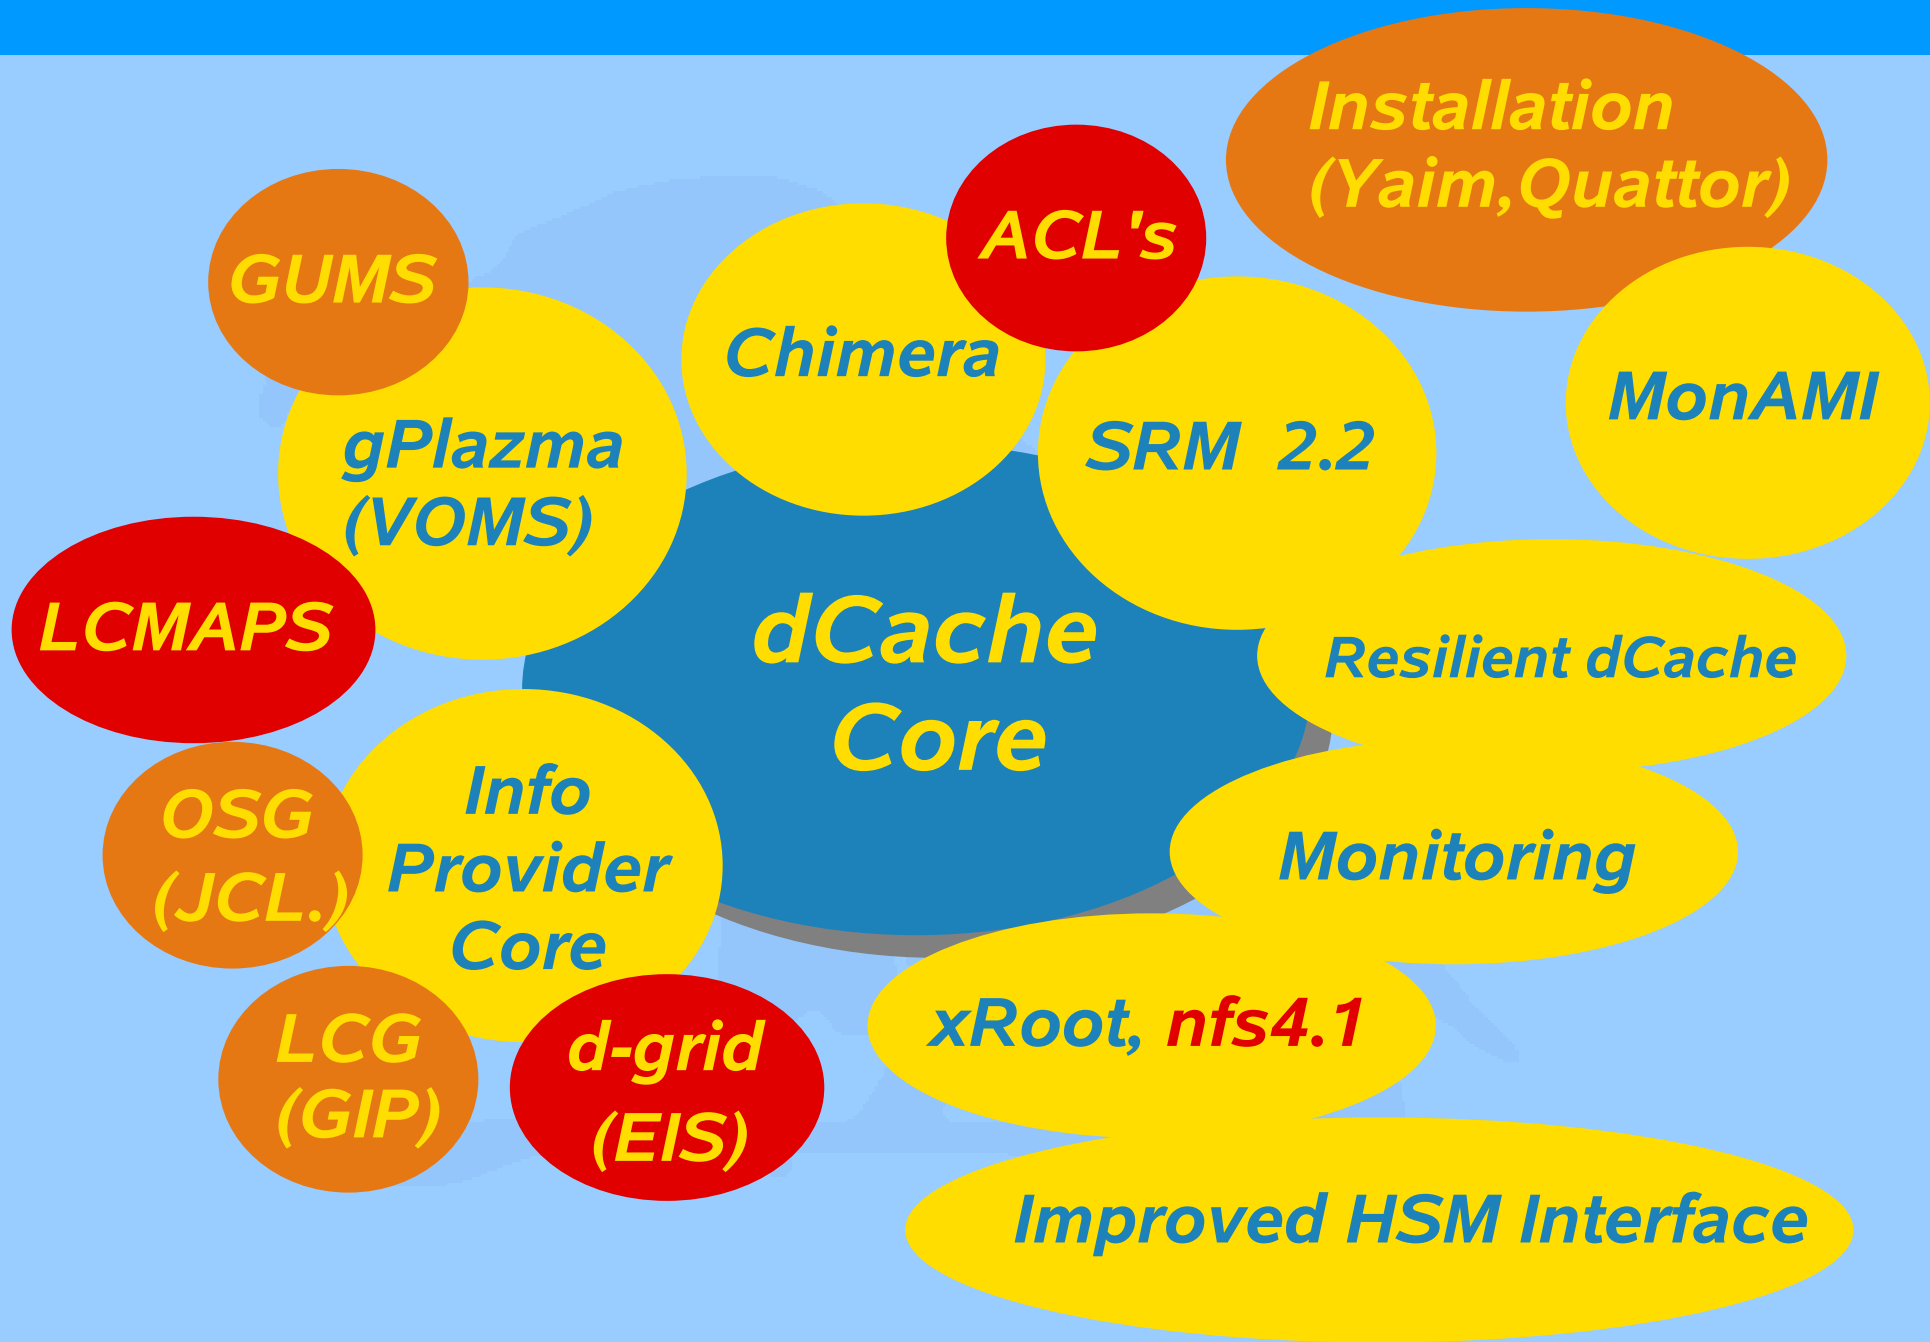 Installation
(Yaim,Quattor)
ACL's
GUMS
Chimera
MonAMI
gPlazma
(VOMS)
SRM 2.2
LCMAPS
dCache
Core
Resilient dCache
Info
Provider
Core
OSG
(JCL.)
Monitoring
LCG
(GIP)
d-grid
(EIS)
xRoot, nfs4.1
Improved HSM Interface